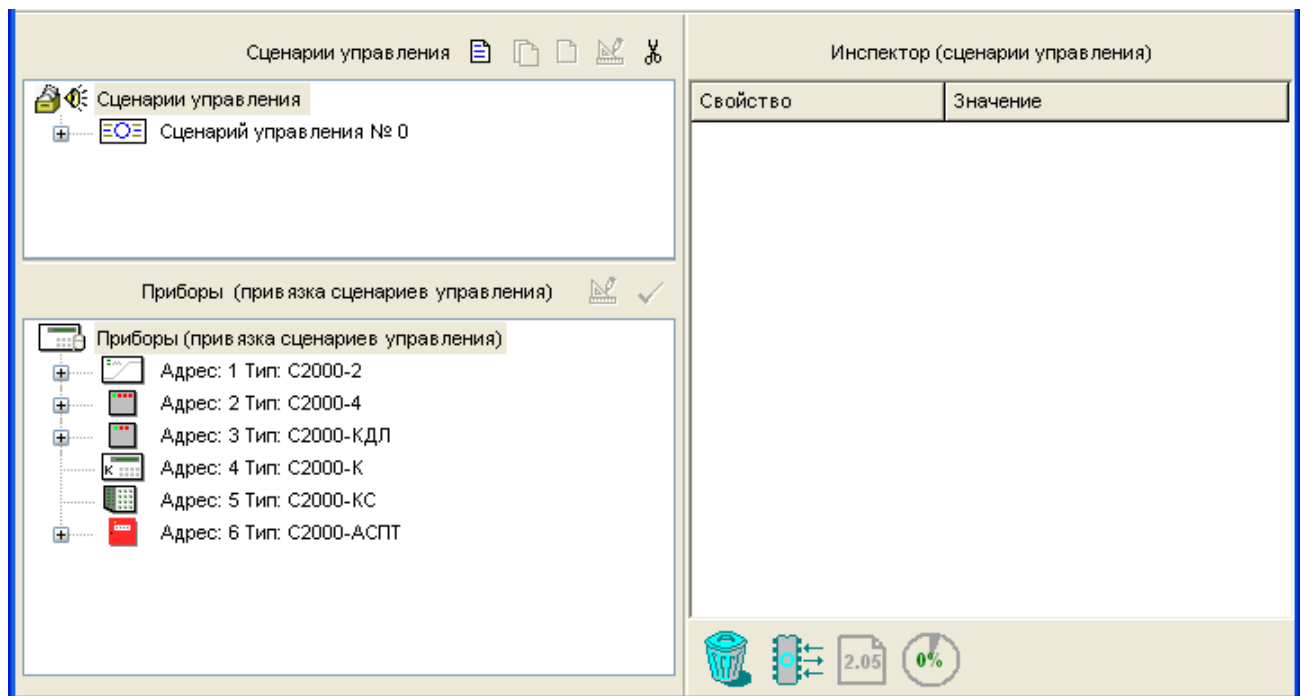 Сценарии управления
Сценарии управления
Сценарий управления № 0
Приборы (привязка сценариев управления)
Приборы (привязка сценариев управления)
Адрес: 1 Тип: С2000-2
Адрес: 2 Тип: С2000-4
Адрес: 3 Тип: С2000-КДЛ
К
Адрес: 4 Тип: С2000-К
Адрес: 5 Тип: С2000-КС
Адрес: 6 Тип: С2000-АСПТ
Инспектор (сценарии управления)
Свойство Значение
2.05 0%